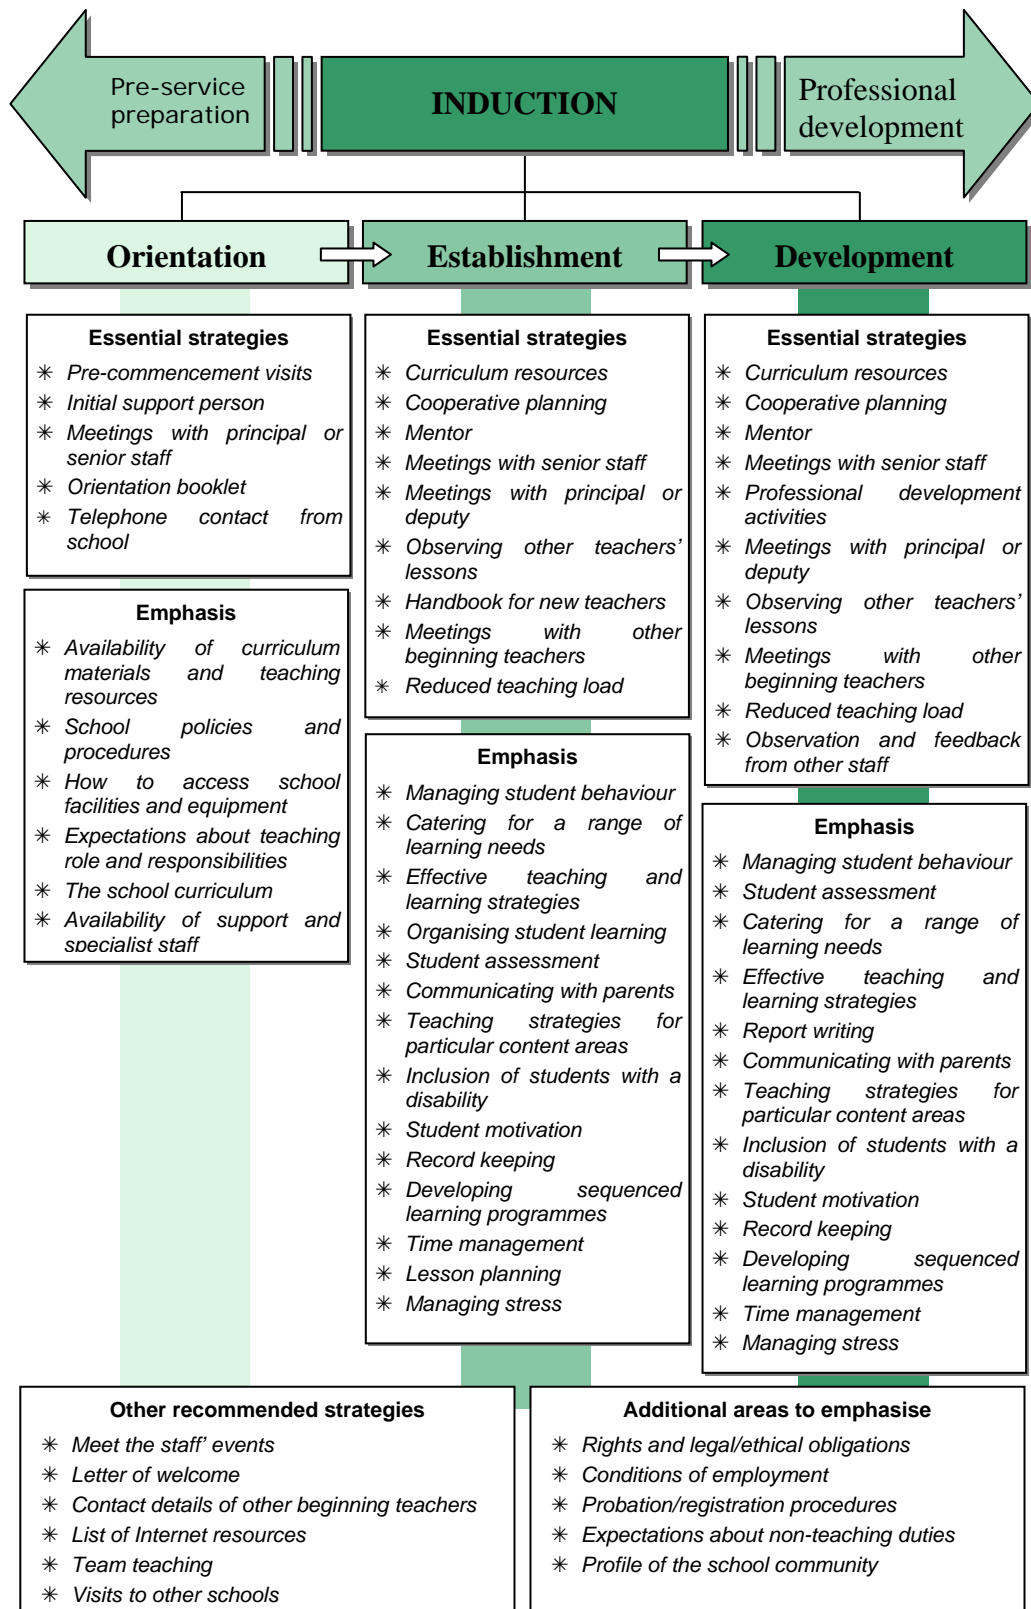 Pre-service
preparation
INDUCTION
Professional
development
Orientation
Establishment
Development
Essential strategies
✳ Pre-commencement visits
✳ Initial support person
✳ Meetings with principal or
senior staff
✳ Orientation booklet
✳ Telephone contact from
school
Emphasis
✳ Availability of curriculum
materials and teaching
resources
✳ School policies and
procedures
✳ How to access school
facilities and equipment
✳ Expectations about teaching
role and responsibilities
✳ The school curriculum
✳ Availability of support and
specialist staff
Essential strategies
✳ Curriculum resources
✳ Cooperative planning
✳ Mentor
✳ Meetings with senior staff
✳ Meetings with principal or
deputy
✳ Observing other teachers’
lessons
✳ Handbook for new teachers
✳ Meetings with other
beginning teachers
✳ Reduced teaching load
Emphasis
✳ Managing student behaviour
✳ Catering for a range of
learning needs
✳ Effective teaching and
learning strategies
✳ Organising student learning
✳ Student assessment
✳ Communicating with parents
✳ Teaching strategies for
particular content areas
✳ Inclusion of students with a
disability
✳ Student motivation
✳ Record keeping
✳ Developing sequenced
learning programmes
✳ Time management
✳ Lesson planning
✳ Managing stress
Essential strategies
✳ Curriculum resources
✳ Cooperative planning
✳ Mentor
✳ Meetings with senior staff
✳ Professional development
activities
✳ Meetings with principal or
deputy
✳ Observing other teachers’
lessons
✳ Meetings with other
beginning teachers
✳ Reduced teaching load
✳ Observation and feedback
from other staff
Emphasis
✳ Managing student behaviour
✳ Student assessment
✳ Catering for a range of
learning needs
✳ Effective teaching and
learning strategies
✳ Report writing
✳ Communicating with parents
✳ Teaching strategies for
particular content areas
✳ Inclusion of students with a
disability
✳ Student motivation
✳ Record keeping
✳ Developing sequenced
learning programmes
✳ Time management
✳ Managing stress
Other recommended strategies
✳ Meet the staff’ events
✳ Letter of welcome
✳ Contact details of other beginning teachers
✳ List of Internet resources
✳ Team teaching
✳ Visits to other schools
Additional areas to emphasise
✳ Rights and legal/ethical obligations
✳ Conditions of employment
✳ Probation/registration procedures
✳ Expectations about non-teaching duties
✳ Profile of the school community